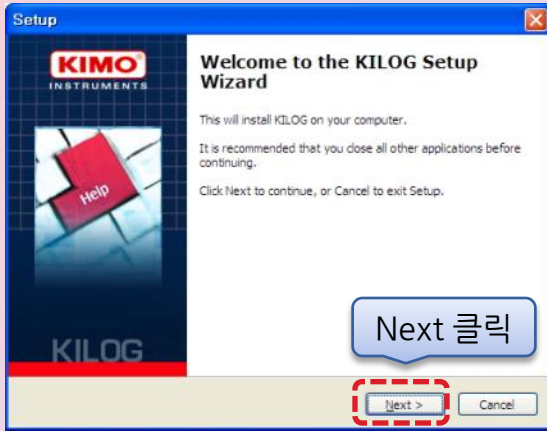 Setup
KIMO
INSTRUMENTS
Welcome to the KILOG Setup
Wizard
This will install KILOG on your computer.
It is recommended that you close all other applications before
continuing.
Click Next to continue, or Cancel to exit Setup.
Help
KILOG
Next 클릭
Next >
Cancel